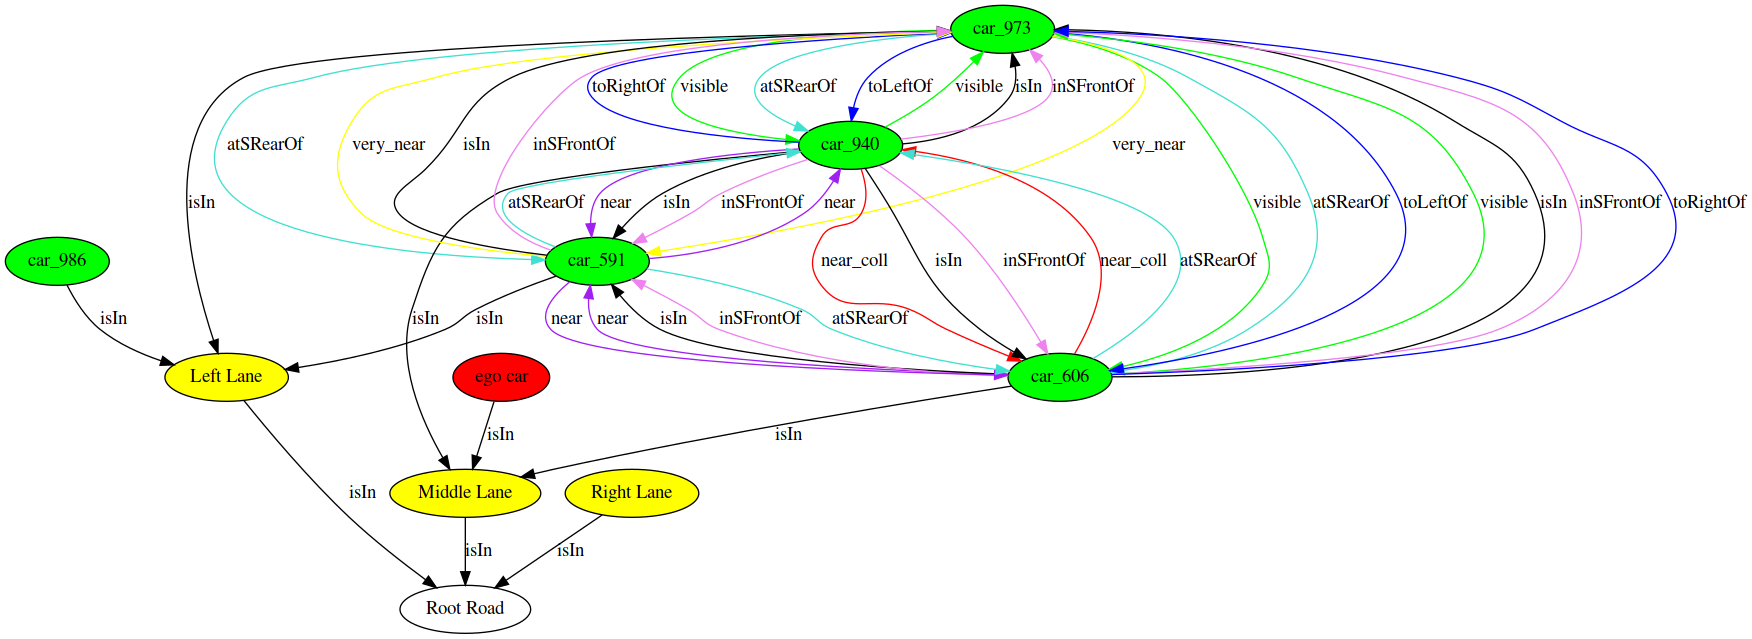 car_973
toRightOf visible atSRearOf toLeftOf visible isIn inSFrontOf
atSRearOf very_near isIn inSFrontOf very_near
car_940
isIn atSRearOf near isIn inSFrontOf near visible atSRearOf toLeftOf visible isIn inSFrontOf toRightOf
car_986 car_591 near_coll isIn inSFrontOf near_coll atSRearOf
isIn isIn isIn near near isIn inSFrontOf atSRearOf
Left Lane ego car car_606
isIn isIn
isIn Middle Lane Right Lane
isIn isIn
Root Road